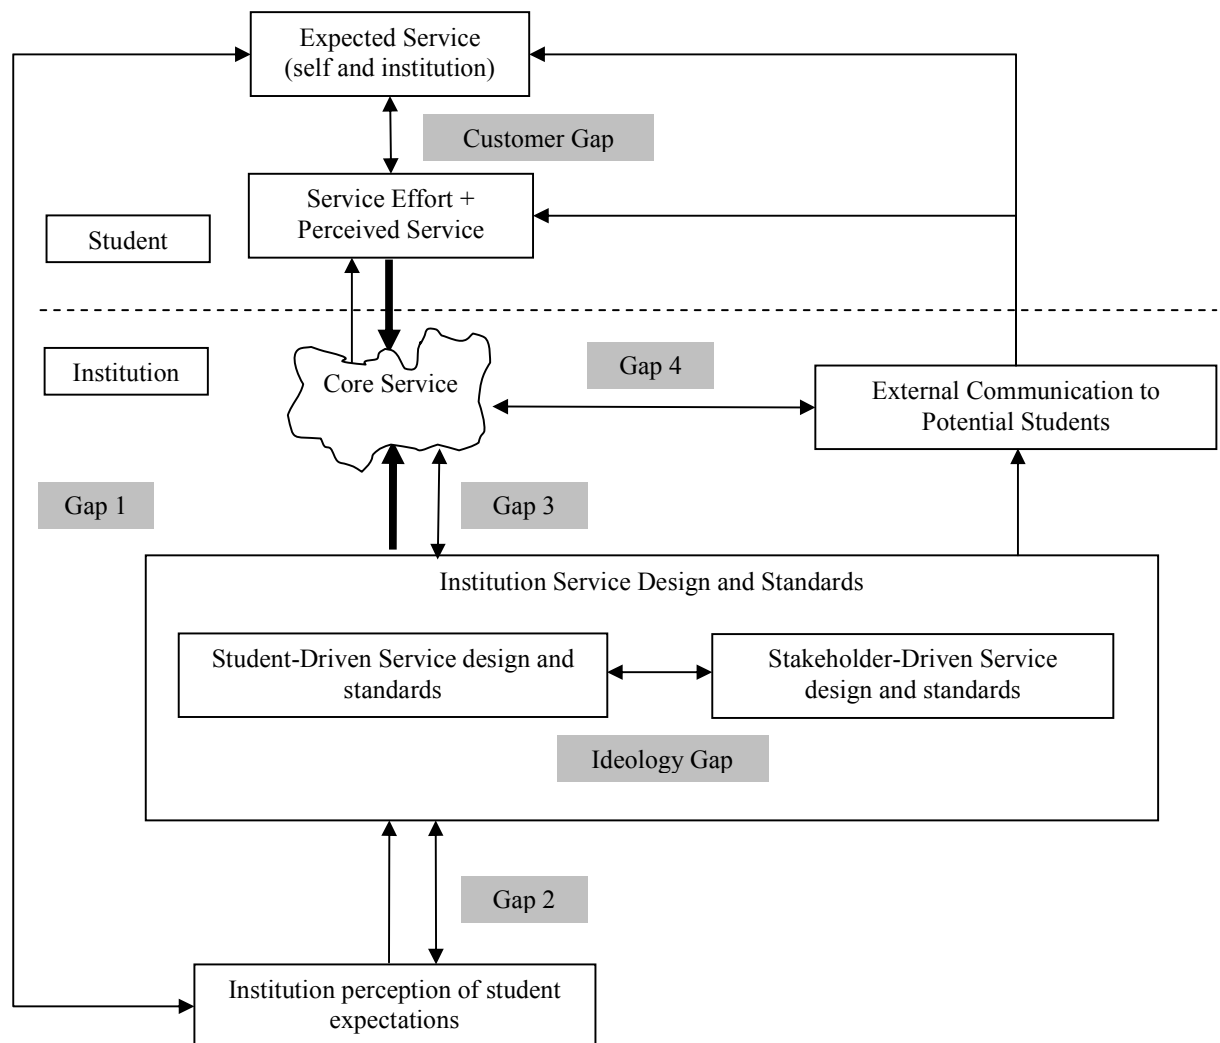 Expected Service
(self and institution)
Customer Gap
Service Effort +
Perceived Service
Student
Institution
Core Service
Gap 4
External Communication to
Potential Students
Gap 1
Gap 3
Institution Service Design and Standards
Student-Driven Service design and
standards
Stakeholder-Driven Service
design and standards
Ideology Gap
Gap 2
Institution perception of student
expectations